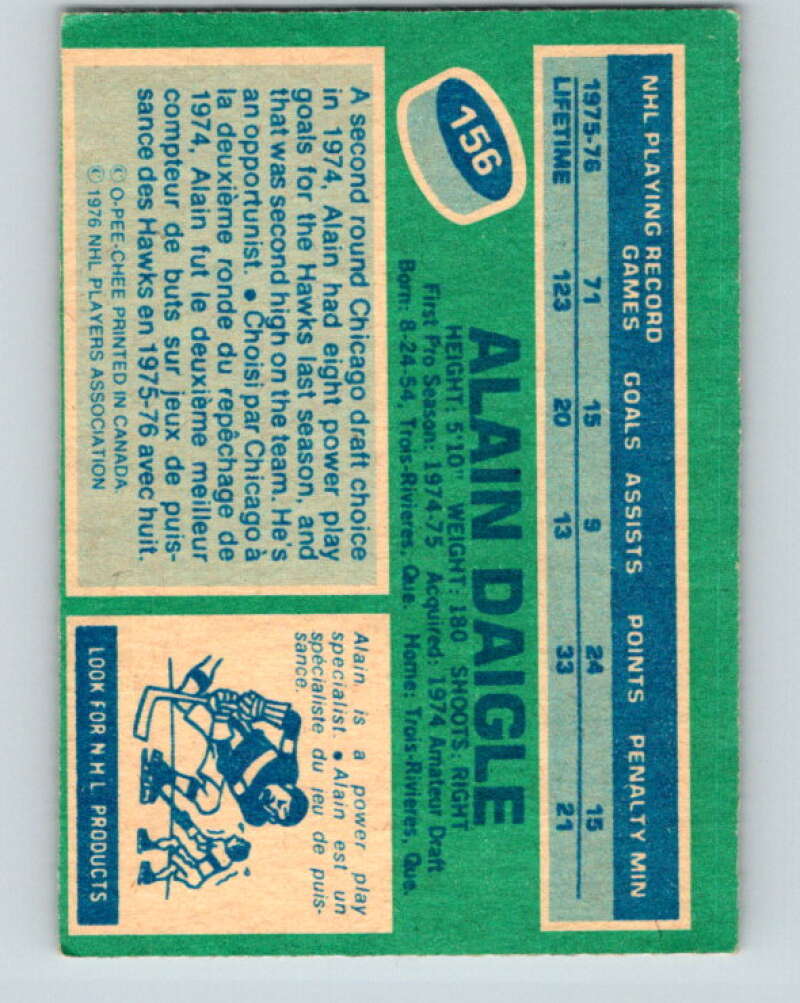 NHL PLAYING RECORD
GAMES GOALS ASSISTS POINTS PENALTY MIN
1975-76 71 15 9 24 15
LIFETIME 123 20 13 33 21
156
ALAIN DAIGLE
HEIGHT: 5'10" WEIGHT: 180 SHOOTS: RIGHT
First Pro Season: 1974-75 Acquired: 1974 Amateur Draft
Born: 8-24-54, Trois-Rivieres, Que. Home: Trois-Rivieres, Que.
A second round Chicago draft choice
in 1974, Alain had eight power play
goals for the Hawks last season, and
that was second high on the team. He's
an opportunist. • Choisi par Chicago à
la deuxième ronde du repêchage de
1974, Alain fut le deuxième meilleur
compteur de buts sur jeux de puis-
sance des Hawks en 1975-76 avec huit.
© O-PEE-CHEE PRINTED IN CANADA.
© 1976 NHL PLAYERS ASSOCIATION
Alain is a power play
specialist. • Alain est un
spécialiste du jeu de puis-
sance.
LOOK FOR NHL PRODUCTS